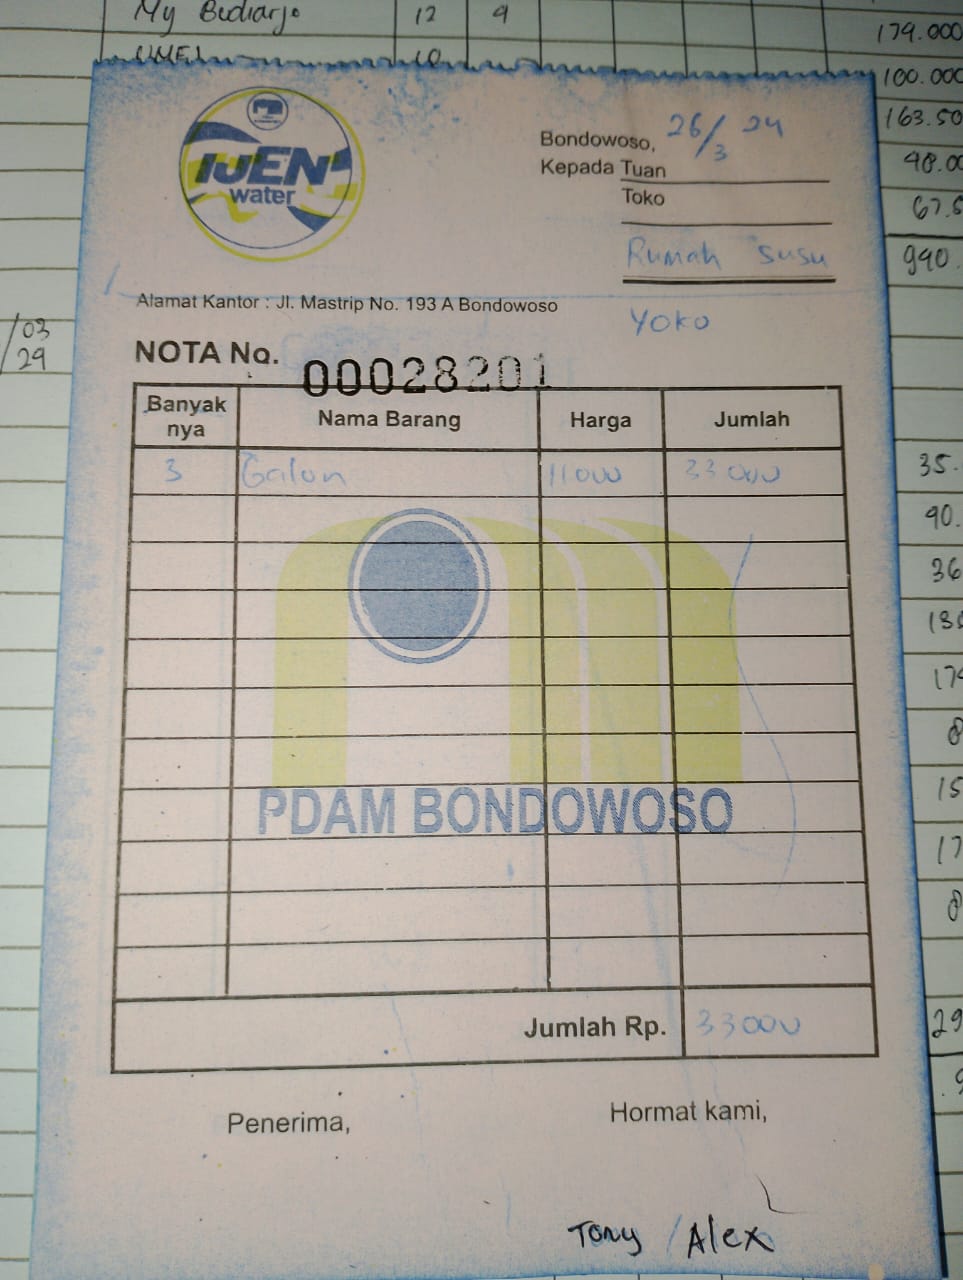 My Budiarjo 12 9
179.000
10
100.000
163.50
48.00
67.5
990.
IJEN
water
Bondowoso, 26/3 24
Kepada Tuan
Toko
Rumah Susu
Yoko
Alamat Kantor : Jl. Mastrip No. 193 A Bondowoso
/03
/29
NOTA No. 00028201
Banyak nya Nama Barang Harga Jumlah
3 Galon 11000 33000
35.
90.
36
17
15
17
PDAM BONDOWOSO
Jumlah Rp. 33000
29
Penerima, Hormat kami,
Tony / Alex